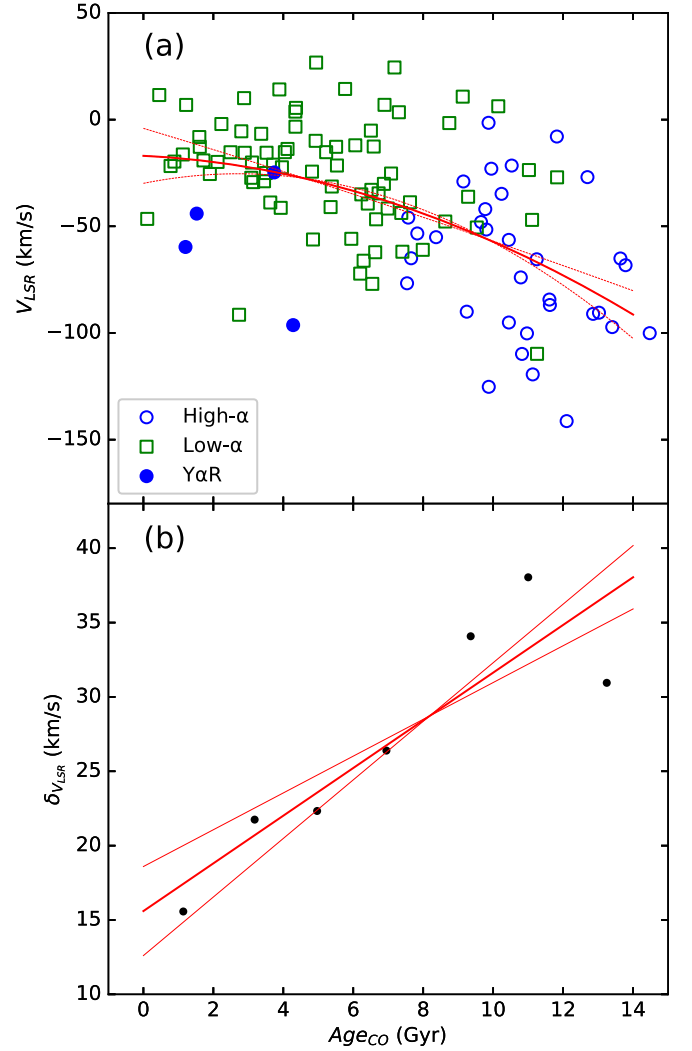 50
(a)
0
−50
−100
−150
V_LSR (km/s)
High-α
Low-α
YαR
(b)
40
35
30
25
20
15
10
δ_V_LSR (km/s)
0 2 4 6 8 10 12 14
Age_CO (Gyr)